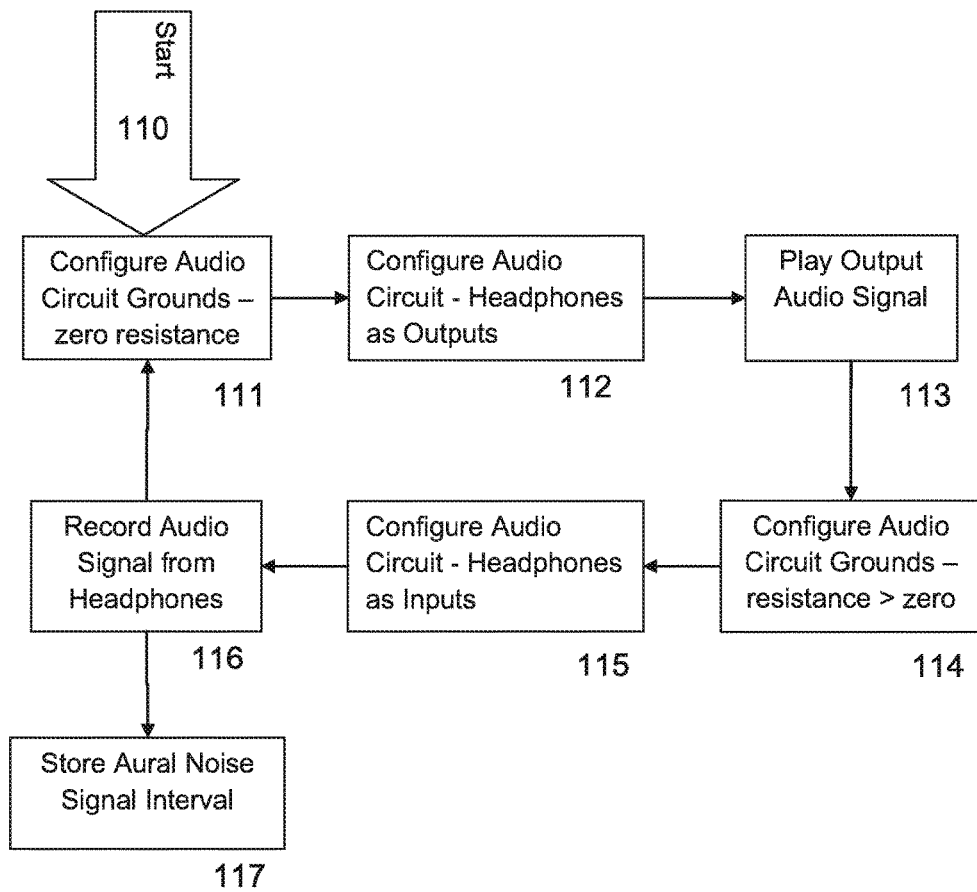 Start
110
Configure Audio
Circuit Grounds –
zero resistance
111
Configure Audio
Circuit - Headphones
as Outputs
112
Play Output
Audio Signal
113
Configure Audio
Circuit Grounds –
resistance > zero
114
Configure Audio
Circuit - Headphones
as Inputs
115
Record Audio
Signal from
Headphones
116
Store Aural Noise
Signal Interval
117